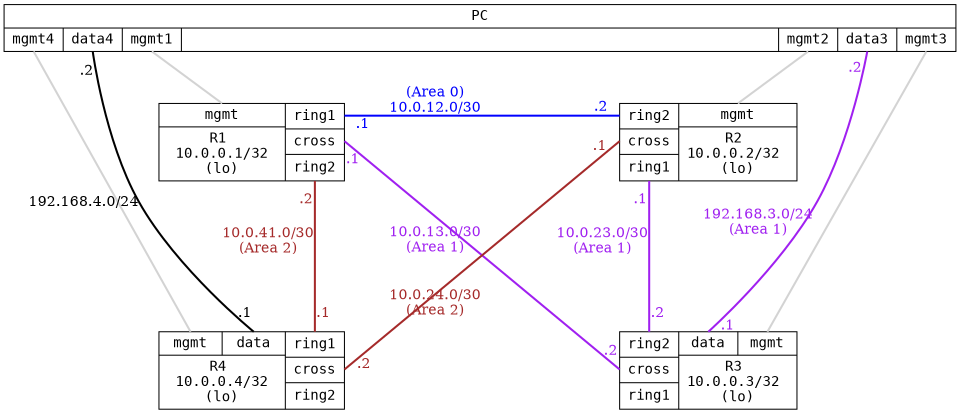 PC
mgmt4 data4 mgmt1 mgmt2 data3 mgmt3
.2 .2
(Area 0)
10.0.12.0/30
.1 .2
mgmt ring1
R1 cross
10.0.0.1/32
(lo) ring2
ring2 mgmt
cross R2
10.0.0.2/32
ring1 (lo)
.1 .1
.2 .1
192.168.4.0/24
10.0.41.0/30
(Area 2)
10.0.13.0/30
(Area 1)
10.0.23.0/30
(Area 1)
192.168.3.0/24
(Area 1)
10.0.24.0/30
(Area 2)
.1 .1 .2 .1
.2 .2
mgmt data ring1
R4 cross
10.0.0.4/32
(lo) ring2
ring2 data mgmt
cross R3
10.0.0.3/32
ring1 (lo)